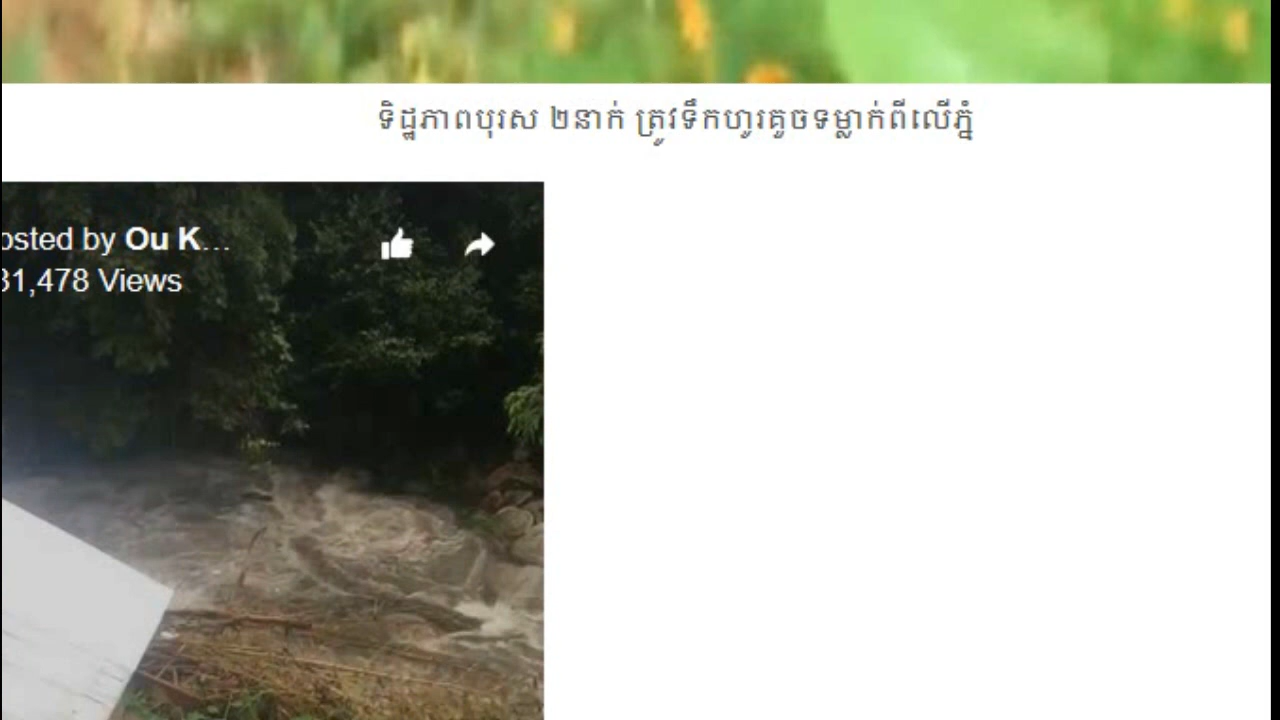 ទិដ្ឋភាពបុរស ២នាក់ ត្រូវទឹកហូរគួចទម្លាក់ពីលើភ្នំ
osted by Ou K...
31,478 Views